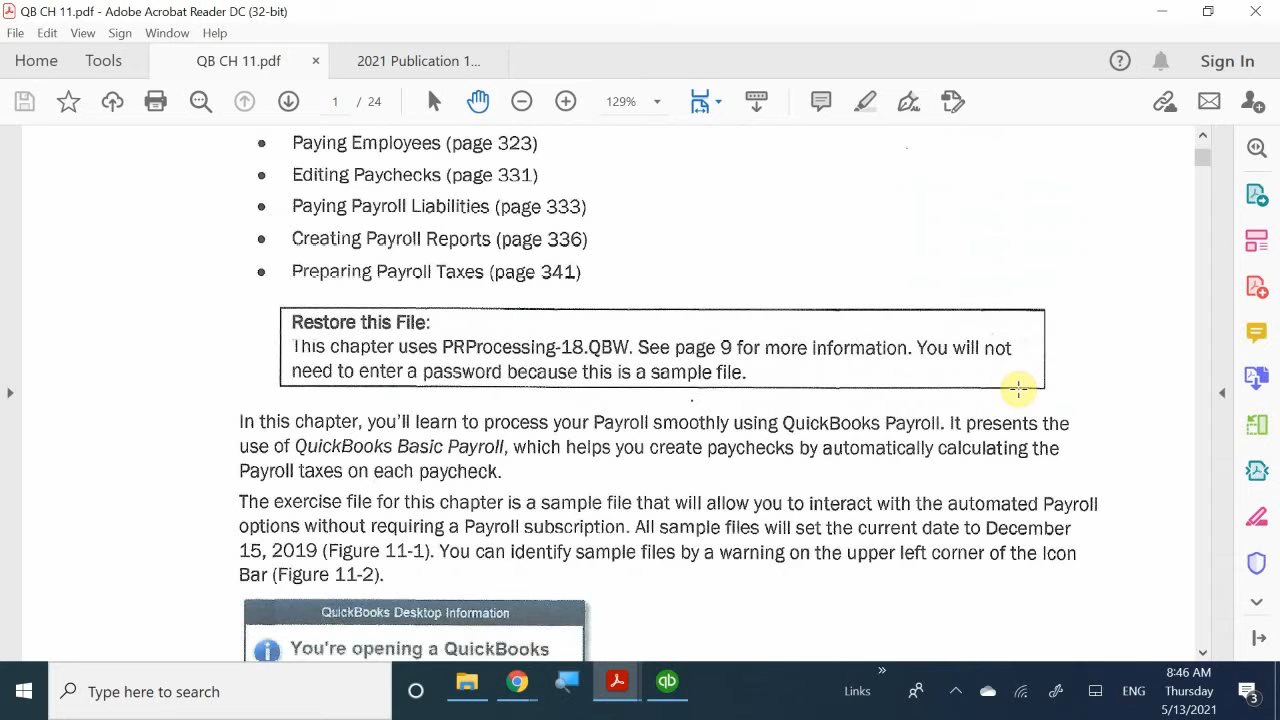 QB CH 11.pdf - Adobe Acrobat Reader DC (32-bit)
File Edit View Sign Window Help
Home Tools QB CH 11.pdf × 2021 Publication 1... ? Sign In
1 / 24 129%
• Paying Employees (page 323)
• Editing Paychecks (page 331)
• Paying Payroll Liabilities (page 333)
• Creating Payroll Reports (page 336)
• Preparing Payroll Taxes (page 341)
Restore this File:
This chapter uses PRProcessing-18.QBW. See page 9 for more information. You will not
need to enter a password because this is a sample file.
In this chapter, you'll learn to process your Payroll smoothly using QuickBooks Payroll. It presents the
use of QuickBooks Basic Payroll, which helps you create paychecks by automatically calculating the
Payroll taxes on each paycheck.
The exercise file for this chapter is a sample file that will allow you to interact with the automated Payroll
options without requiring a Payroll subscription. All sample files will set the current date to December
15, 2019 (Figure 11-1). You can identify sample files by a warning on the upper left corner of the Icon
Bar (Figure 11-2).
QuickBooks Desktop Information
You're opening a QuickBooks
Type here to search
qb
Links
ENG
8:46 AM
Thursday
5/13/2021
3